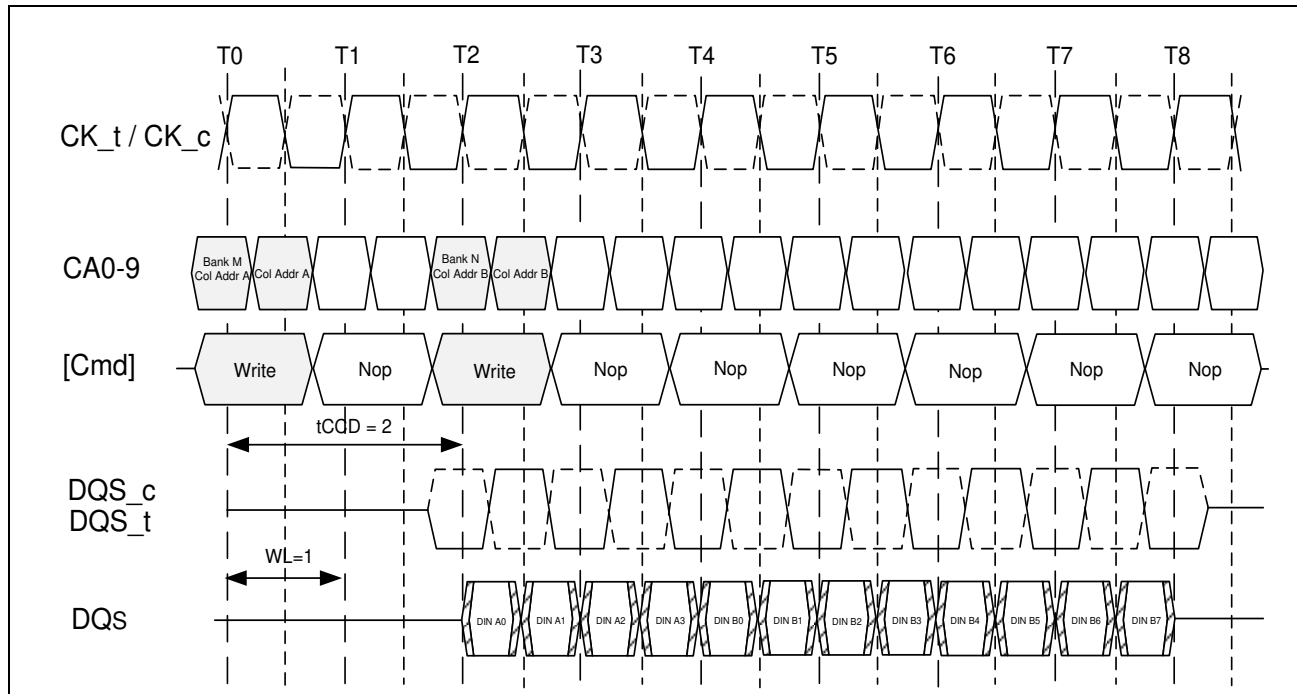 T0 T1 T2 T3 T4 T5 T6 T7 T8
CK_t / CK_c
CA0-9
Bank M
Col Addr A
Col Addr A
Bank N
Col Addr B
Col Addr B
[Cmd]
Write Nop Write Nop Nop Nop Nop Nop Nop
tCCD = 2
DQS_c
DQS_t
WL=1
DQs
DIN A0 DIN A1 DIN A2 DIN A3 DIN B0 DIN B1 DIN B2 DIN B3 DIN B4 DIN B5 DIN B6 DIN B7